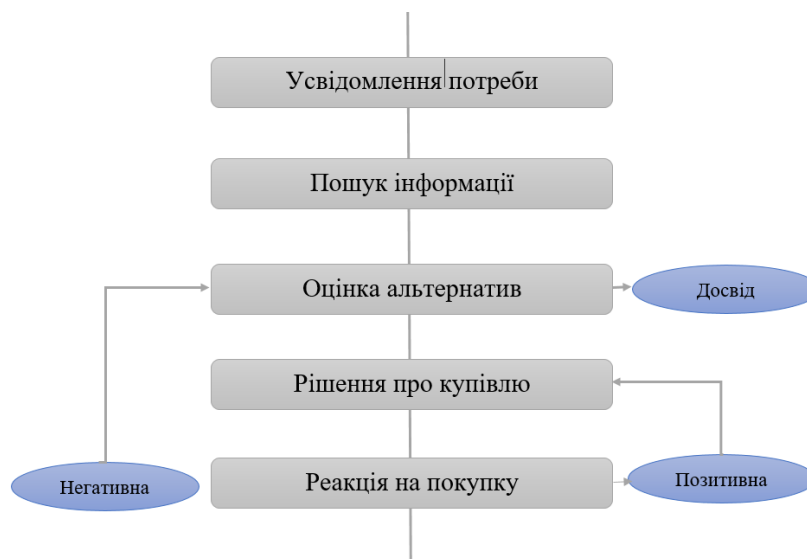 Усвідомлення потреби
Пошук інформації
Оцінка альтернатив
Досвід
Рішення про купівлю
Негативна
Реакція на покупку
Позитивна